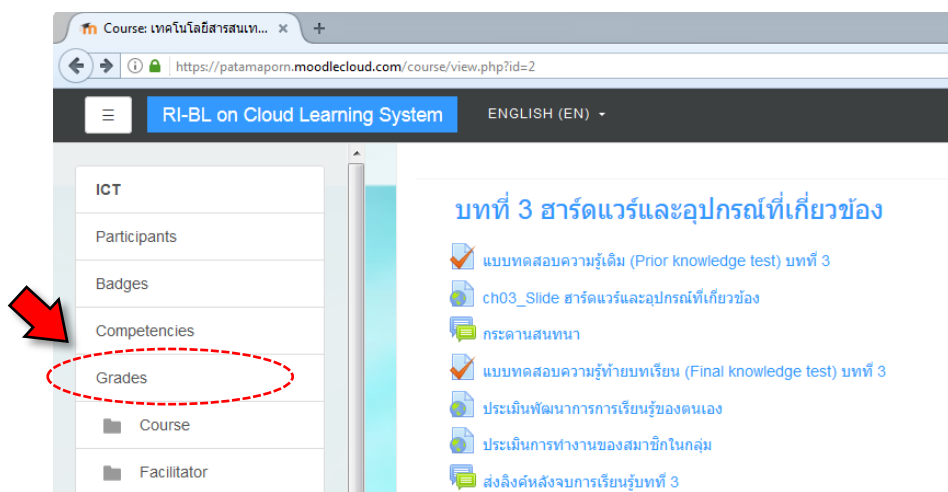 Course: เทคโนโลยีสารสนเท...
https://patamaporn.moodlecloud.com/course/view.php?id=2
RI-BL on Cloud Learning System
ENGLISH (EN)
ICT
Participants
Badges
Competencies
Grades
Course
Facilitator
บทที่ 3 ฮาร์ดแวร์และอุปกรณ์ที่เกี่ยวข้อง
แบบทดสอบความรู้เดิม (Prior knowledge test) บทที่ 3
ch03_Slide ฮาร์ดแวร์และอุปกรณ์ที่เกี่ยวข้อง
กระดานสนทนา
แบบทดสอบความรู้ท้ายบทเรียน (Final knowledge test) บทที่ 3
ประเมินพัฒนาการการเรียนรู้ของตนเอง
ประเมินการทำงานของสมาชิกในกลุ่ม
ส่งลิงค์หลังจบการเรียนรู้บทที่ 3